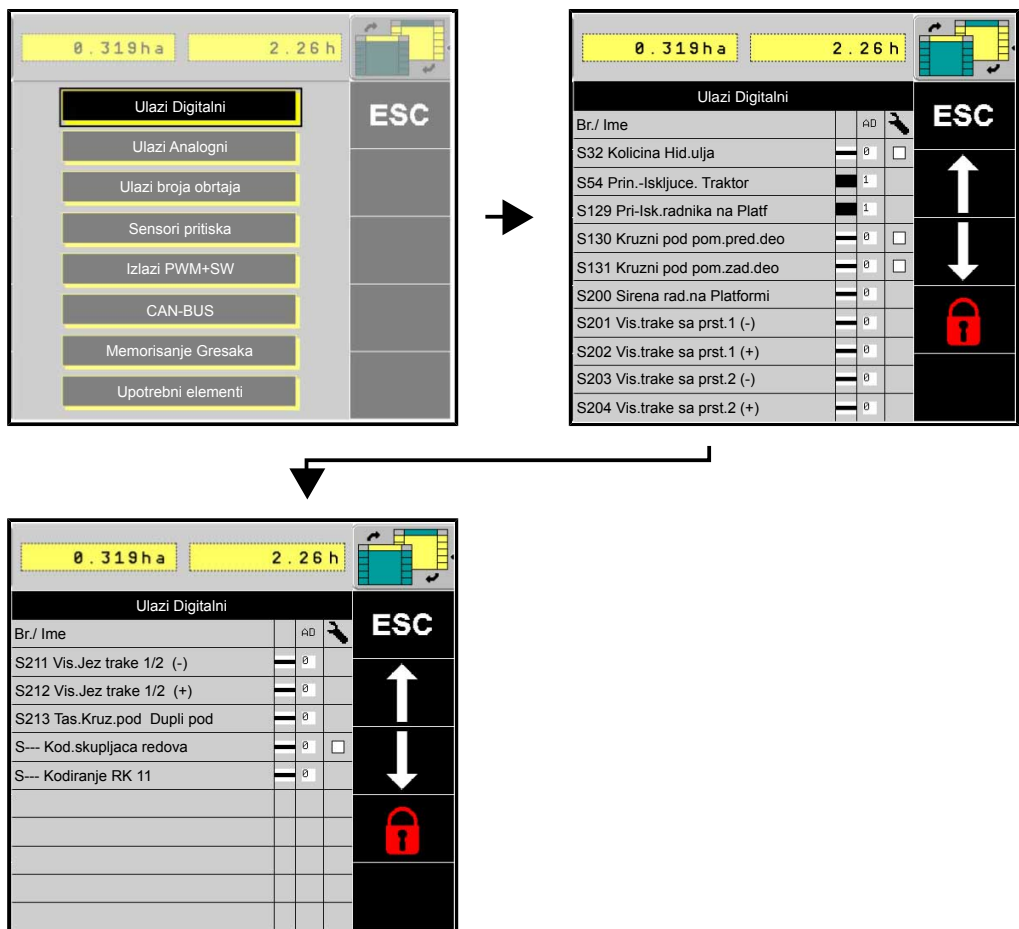 0.319ha 2.26h
Ulazi Digitalni
ESC
Ulazi Analogni
Ulazi broja obrtaja
Sensori pritiska
Izlazi PWM+SW
CAN-BUS
Memorisanje Gresaka
Upotrebni elementi
0.319ha 2.26h
Ulazi Digitalni
ESC
Br./ Ime AD
S32 Kolicina Hid.ulja 0
S54 Prin.-Iskljuce. Traktor 1
S129 Pri-Isk.radnika na Platf 1
S130 Kruzni pod pom.pred.deo 0
S131 Kruzni pod pom.zad.deo 0
S200 Sirena rad.na Platformi 0
S201 Vis.trake sa prst.1 (-) 0
S202 Vis.trake sa prst.1 (+) 0
S203 Vis.trake sa prst.2 (-) 0
S204 Vis.trake sa prst.2 (+) 0
0.319ha 2.26h
Ulazi Digitalni
ESC
Br./ Ime AD
S211 Vis.Jez trake 1/2 (-) 0
S212 Vis.Jez trake 1/2 (+) 0
S213 Tas.Kruz.pod Dupli pod 0
S--- Kod.skupljaca redova 0
S--- Kodiranje RK 11 0